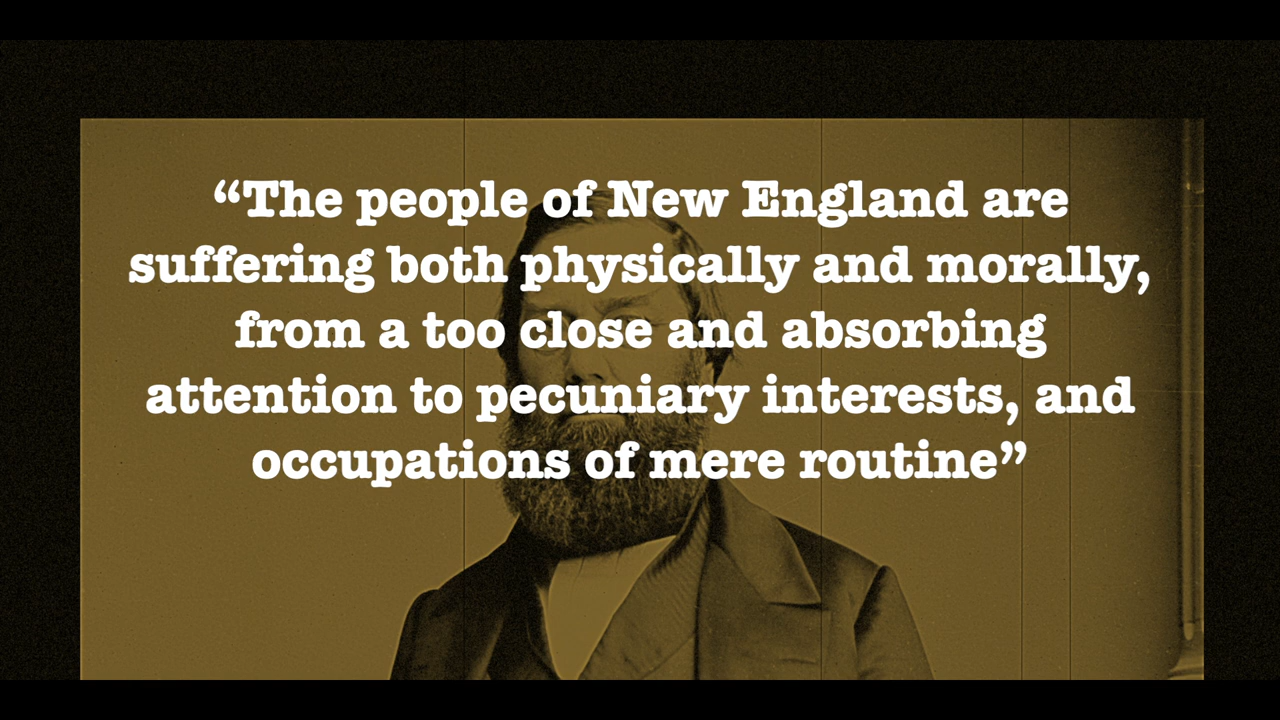 “The people of New England are
suffering both physically and morally,
from a too close and absorbing
attention to pecuniary interests, and
occupations of mere routine”